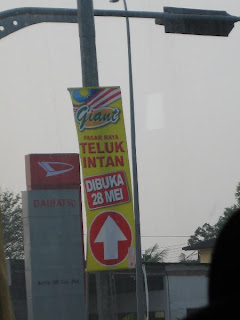 Giant
PASAR RAYA
TELUK
INTAN
DIBUKA
28 MEI
DAIHATSU